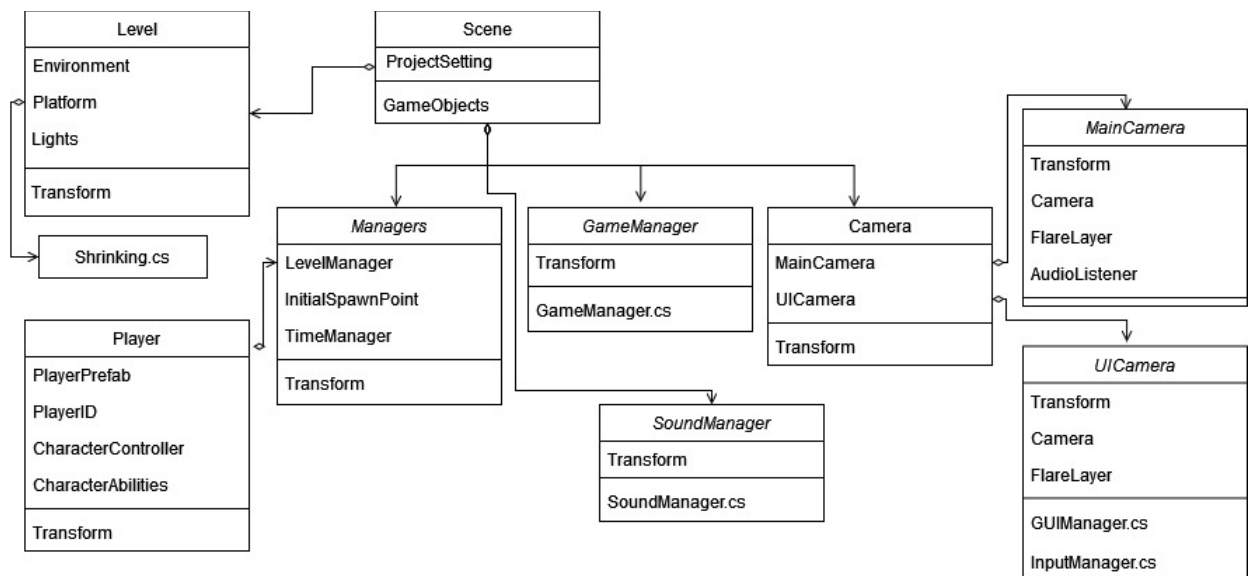 Level
Environment
Platform
Lights
Transform
Scene
ProjectSetting
GameObjects
MainCamera
Transform
Camera
FlareLayer
AudioListener
Shrinking.cs
Managers
LevelManager
InitialSpawnPoint
TimeManager
Transform
GameManager
Transform
GameManager.cs
Camera
MainCamera
UICamera
Transform
Player
PlayerPrefab
PlayerID
CharacterController
CharacterAbilities
Transform
SoundManager
Transform
SoundManager.cs
UICamera
Transform
Camera
FlareLayer
GUIManager.cs
InputManager.cs